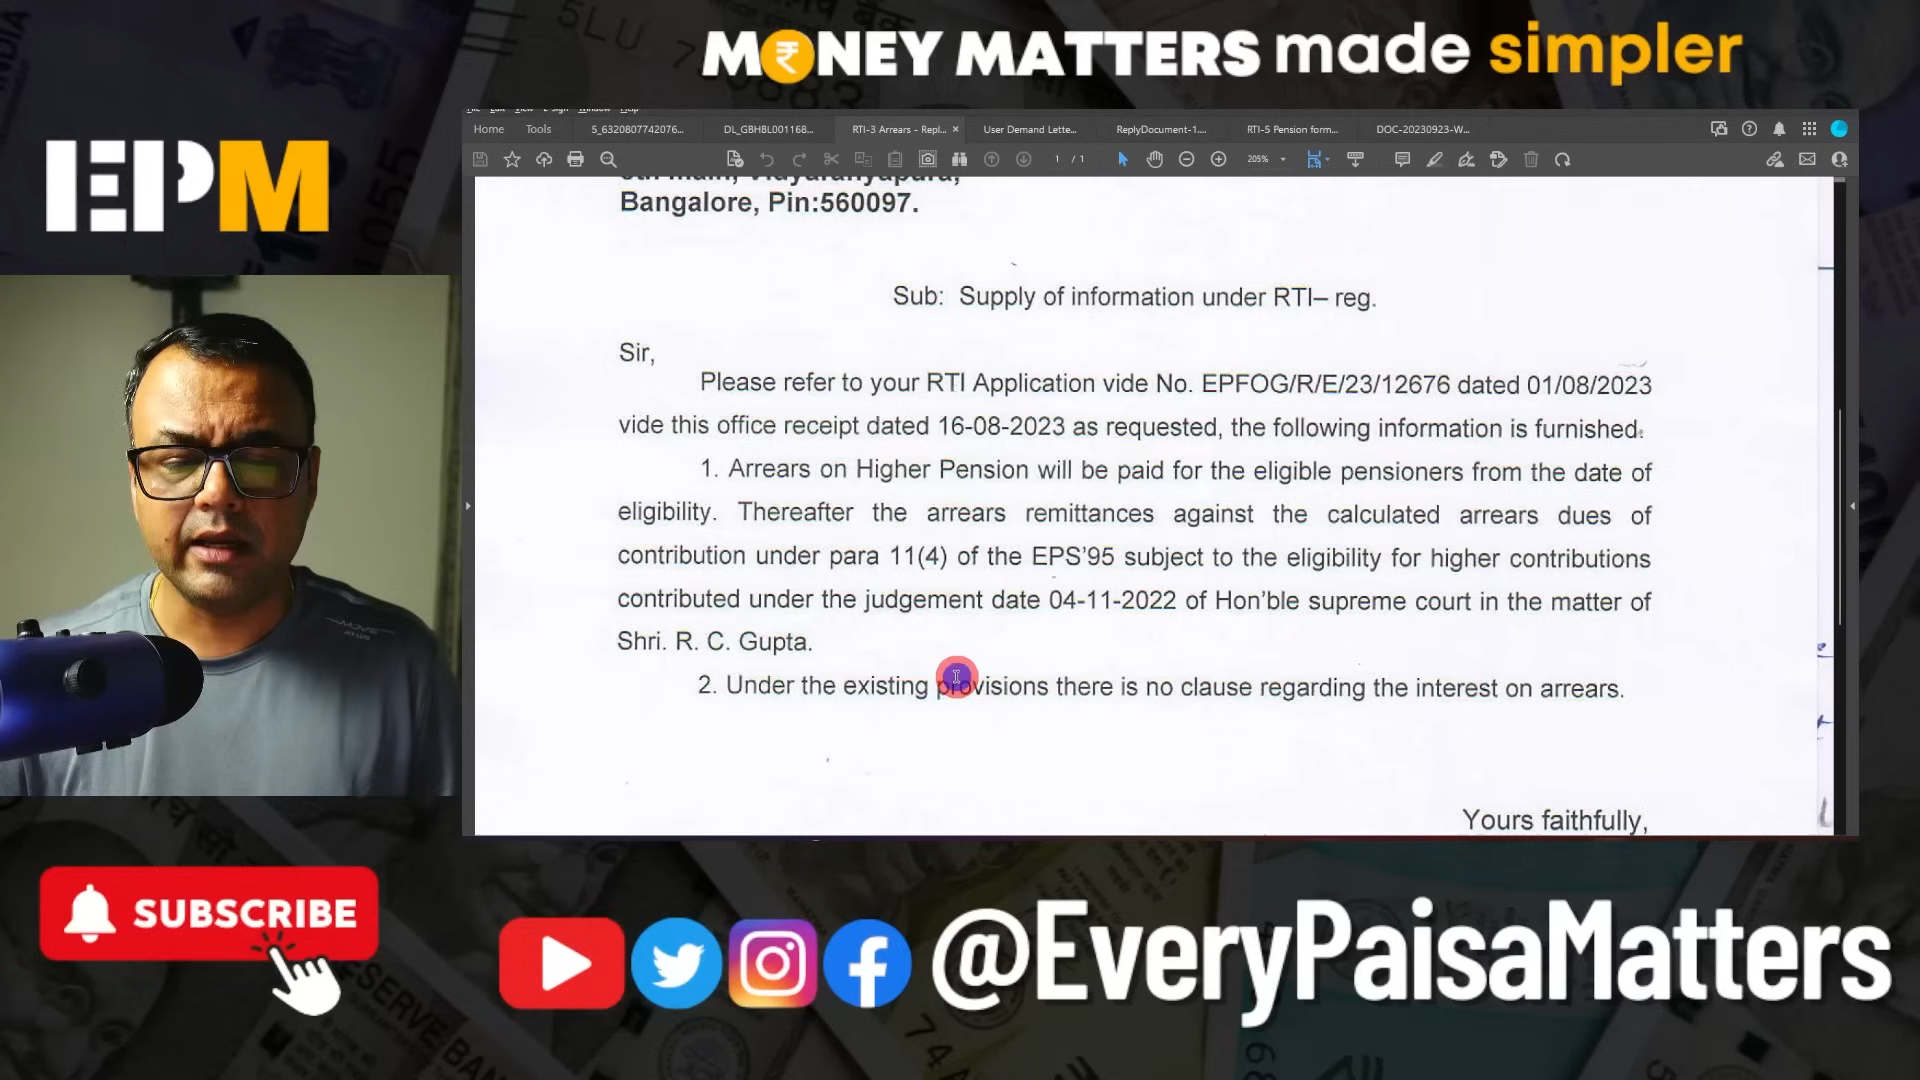 MONEY MATTERS made simpler
EPM
Home Tools 5_6320807742076... DL_GBHBL001168... RTI-3 Arrears - Repl... × User Demand Lette... ReplyDocument-1.... RTI-5 Pension form... DOC-20230923-W...
1 / 1 205%
Bangalore, Pin:560097.
Sub: Supply of information under RTI– reg.
Sir,
Please refer to your RTI Application vide No. EPFOG/R/E/23/12676 dated 01/08/2023
vide this office receipt dated 16-08-2023 as requested, the following information is furnished.
1. Arrears on Higher Pension will be paid for the eligible pensioners from the date of
eligibility. Thereafter the arrears remittances against the calculated arrears dues of
contribution under para 11(4) of the EPS’95 subject to the eligibility for higher contributions
contributed under the judgement date 04-11-2022 of Hon’ble supreme court in the matter of
Shri. R. C. Gupta.
2. Under the existing provisions there is no clause regarding the interest on arrears.
Yours faithfully,
SUBSCRIBE
@EveryPaisaMatters